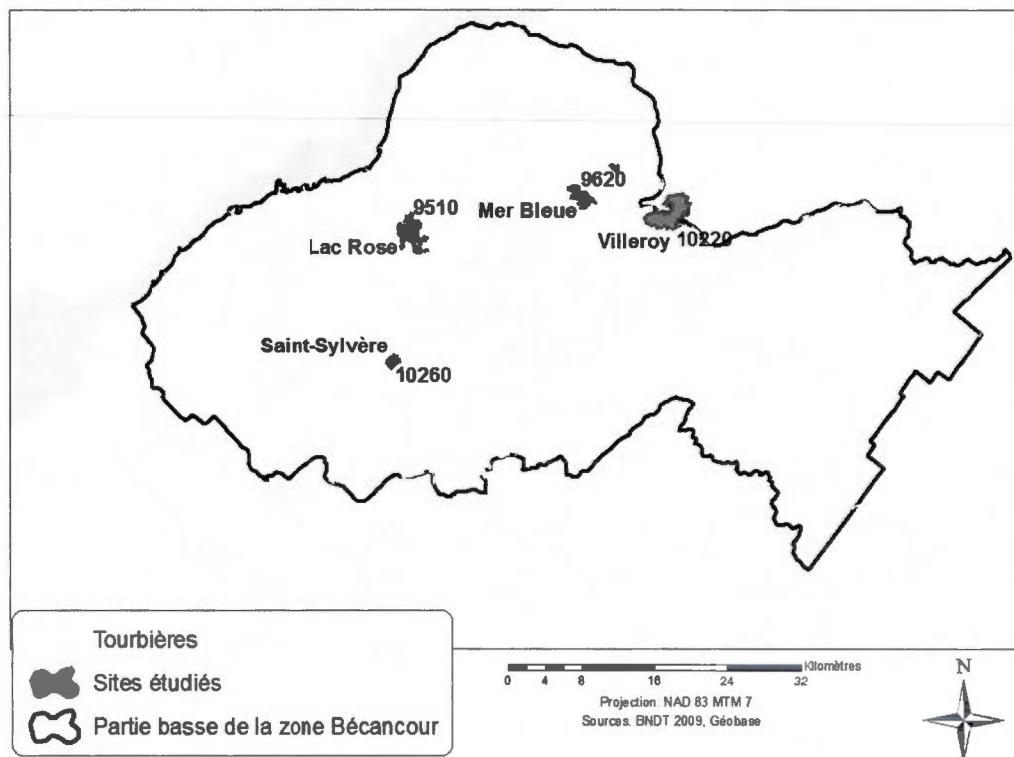 9620
Mer Bleue
9510
Lac Rose
Villeroy 10220
Saint-Sylvère
10260
Tourbières
Sites étudiés
Partie basse de la zone Bécancour
Kilomètres
0 4 8 16 24 32
Projection: NAD 83 MTM 7
Sources. BNDT 2009, Géobase
N